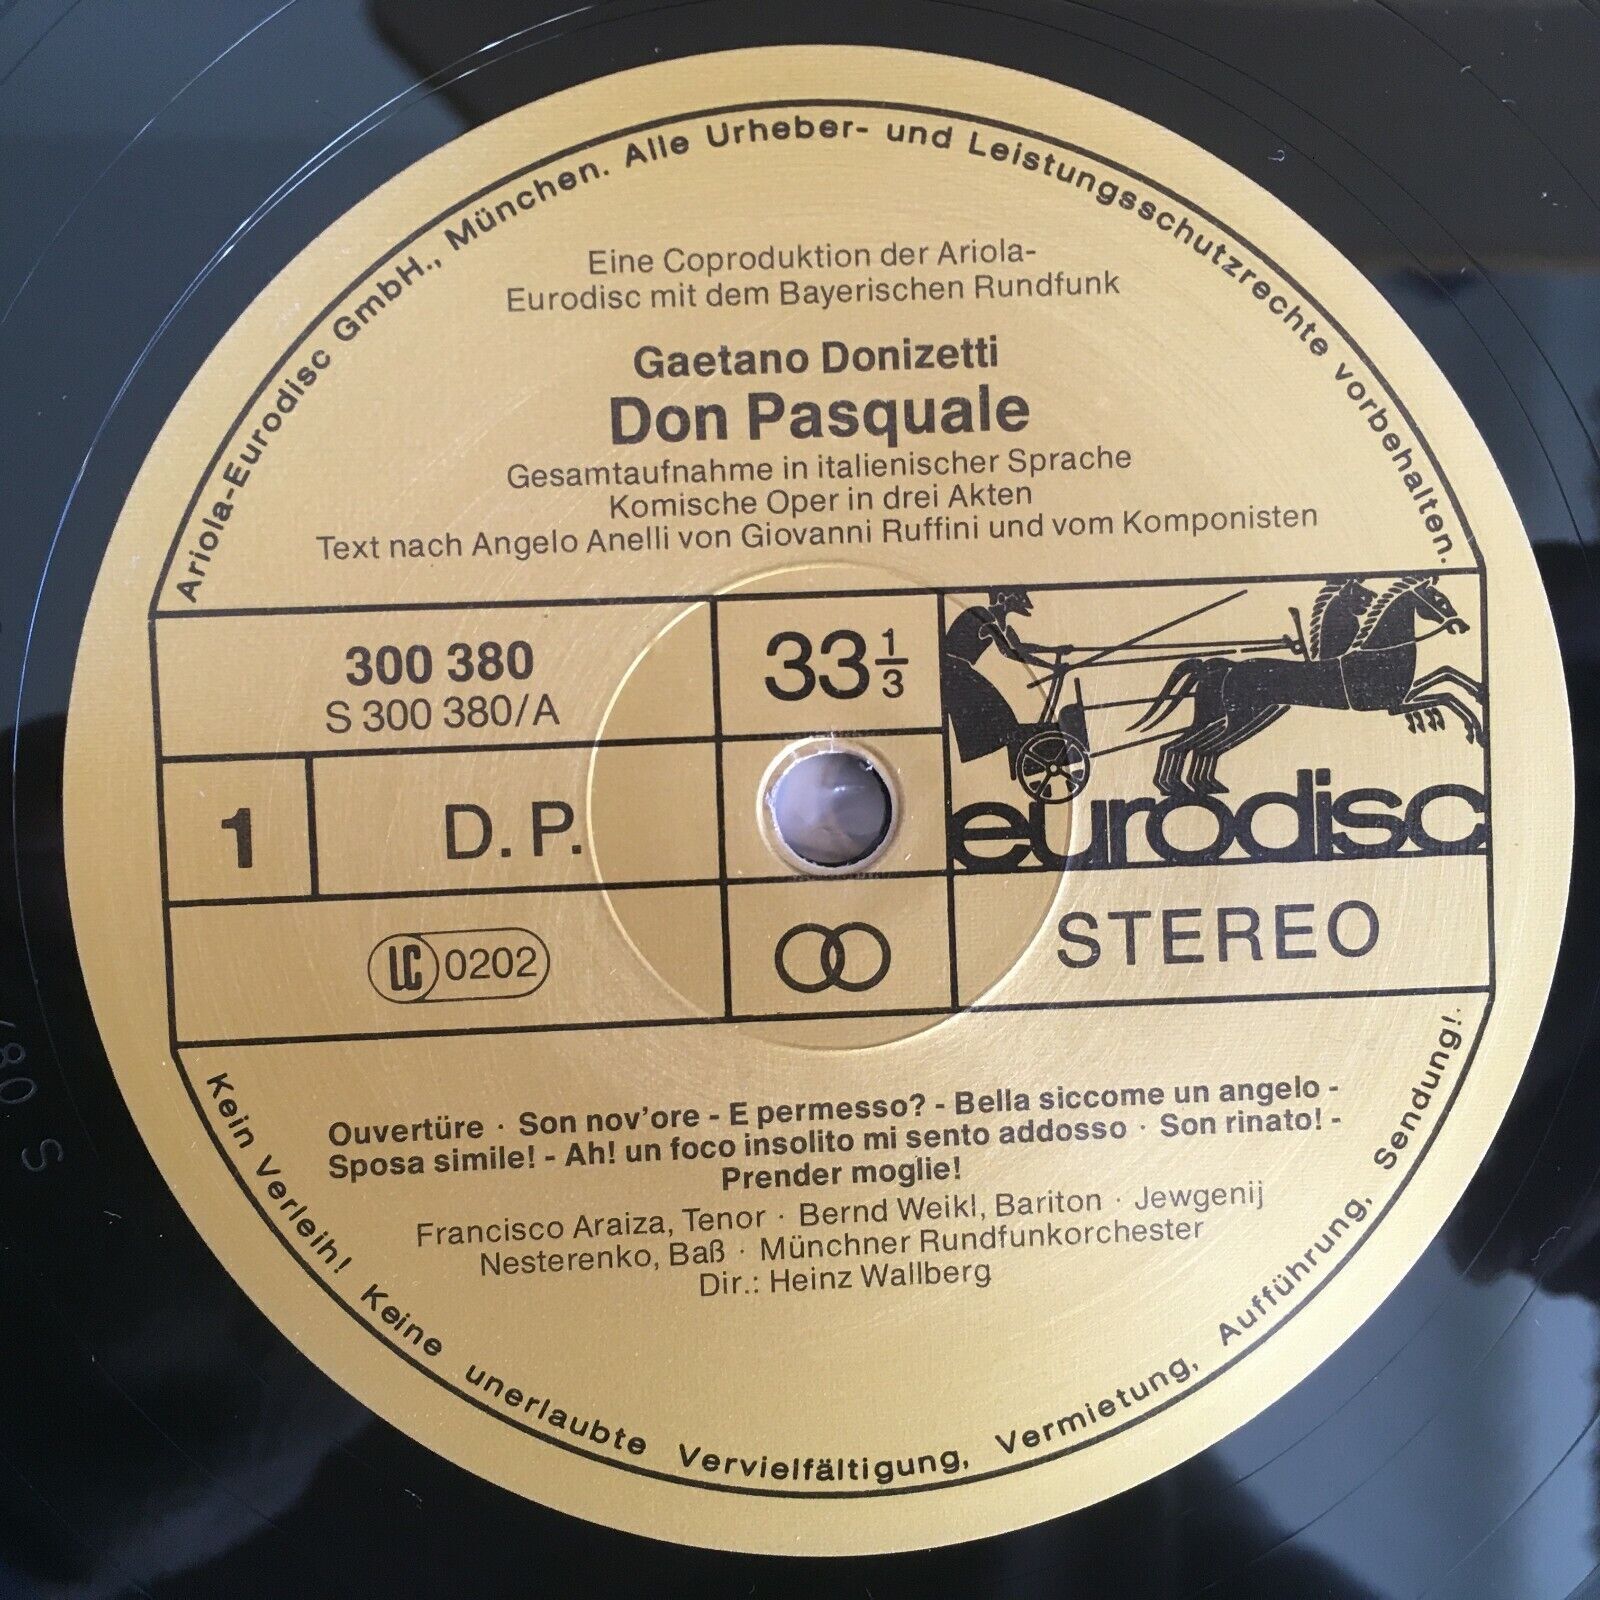 Ariola-Eurodisc GmbH., München. Alle Urheber- und Leistungsschutzrechte vorbehalten.
Eine Coproduktion der Ariola-
Eurodisc mit dem Bayerischen Rundfunk
Gaetano Donizetti
Don Pasquale
Gesamtaufnahme in italienischer Sprache
Komische Oper in drei Akten
Text nach Angelo Anelli von Giovanni Ruffini und vom Komponisten
300 380
S 300 380/A
33 1/3
1
D. P.
eurodisc
LC 0202
STEREO
Ouvertüre · Son nov'ore - E permesso? - Bella siccome un angelo -
Sposa simile! - Ah! un foco insolito mi sento addosso · Son rinato! -
Prender moglie!
Francisco Araiza, Tenor · Bernd Weikl, Bariton · Jewgenij
Nesterenko, Baß · Münchner Rundfunkorchester
Dir.: Heinz Wallberg
Kein Verleih! Keine unerlaubte Vervielfältigung, Vermietung, Aufführung, Sendung!